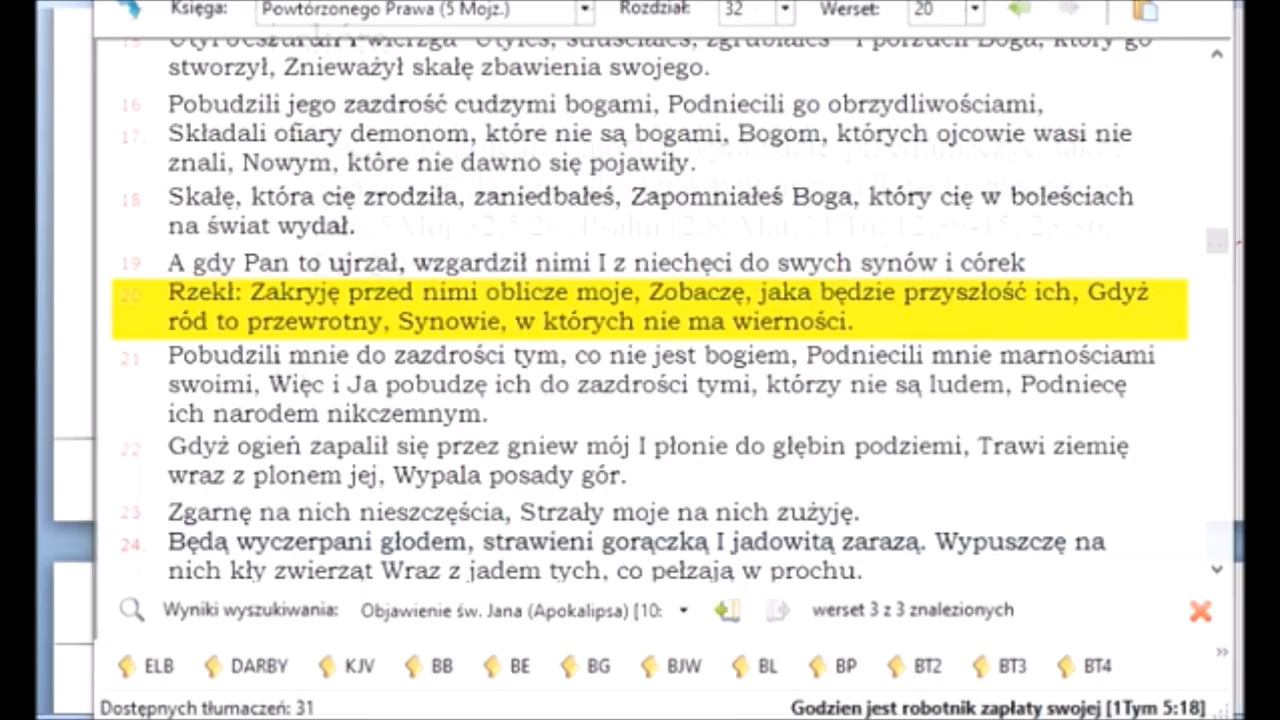 Księga: Powtórzonego Prawa (5 Mojż.) Rozdział: 32 Werset: 20
stworzył, Znieważył skałę zbawienia swojego.
16 Pobudzili jego zazdrość cudzymi bogami, Podniecili go obrzydliwościami,
17. Składali ofiary demonom, które nie są bogami, Bogom, których ojcowie wasi nie
znali, Nowym, które nie dawno się pojawiły.
18 Skałę, która cię zrodziła, zaniedbałeś, Zapomniałeś Boga, który cię w boleściach
na świat wydał.
19 A gdy Pan to ujrzał, wzgardził nimi I z niechęci do swych synów i córek
20 Rzekł: Zakryję przed nimi oblicze moje, Zobaczę, jaka będzie przyszłość ich, Gdyż
ród to przewrotny, Synowie, w których nie ma wierności.
21 Pobudzili mnie do zazdrości tym, co nie jest bogiem, Podniecili mnie marnościami
swoimi, Więc i Ja pobudzę ich do zazdrości tymi, którzy nie są ludem, Podniecę
ich narodem nikczemnym.
22 Gdyż ogień zapalił się przez gniew mój I płonie do głębin podziemi, Trawi ziemię
wraz z plonem jej, Wypala posady gór.
23 Zgarnę na nich nieszczęścia, Strzały moje na nich zużyję.
24. Będą wyczerpani głodem, strawieni gorączką I jadowitą zarazą. Wypuszczę na
nich kły zwierząt Wraz z jadem tych, co pełzają w prochu.
Wyniki wyszukiwania: Objawienie św. Jana (Apokalipsa) [10: werset 3 z 3 znalezionych
ELB DARBY KJV BB BE BG BJW BL BP BT2 BT3 BT4
Dostępnych tłumaczeń: 31 Godzien jest robotnik zapłaty swojej [1Tym 5:18]